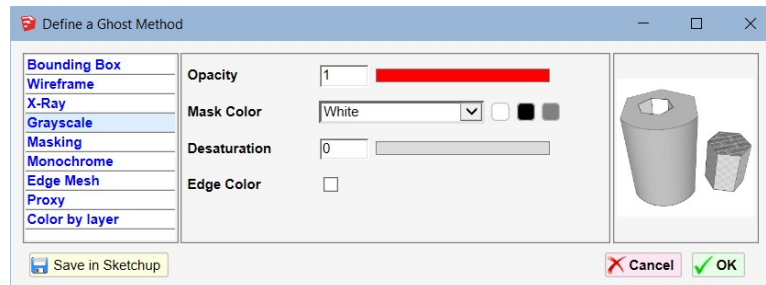 Define a Ghost Method
Bounding Box
Wireframe
X-Ray
Grayscale
Masking
Monochrome
Edge Mesh
Proxy
Color by layer
Opacity
1
Mask Color
White
Desaturation
0
Edge Color
Save in Sketchup
Cancel
OK